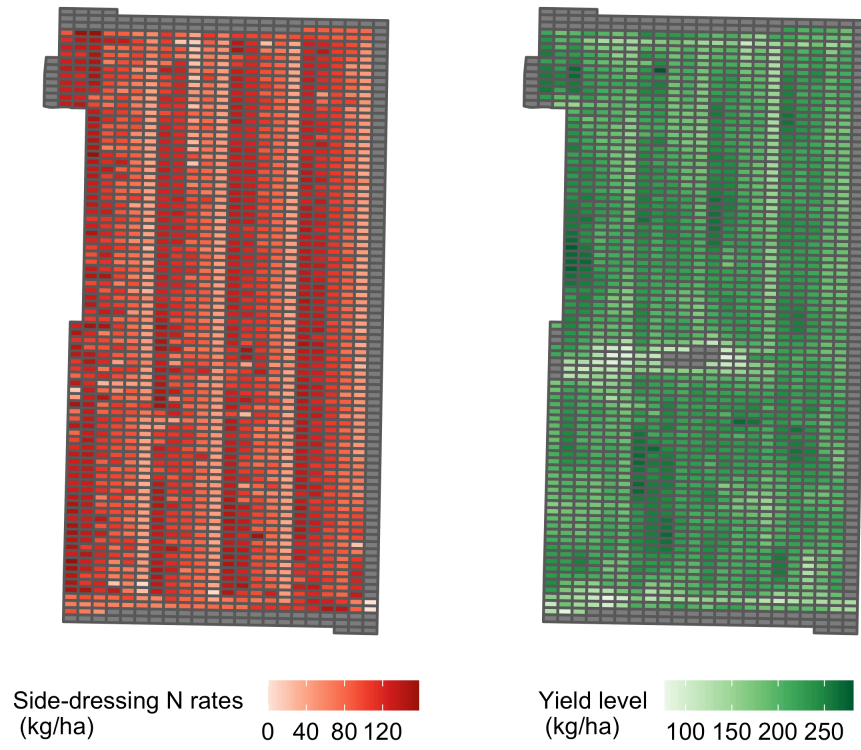 Side-dressing N rates
(kg/ha)
0 40 80 120
Yield level
(kg/ha)
100 150 200 250